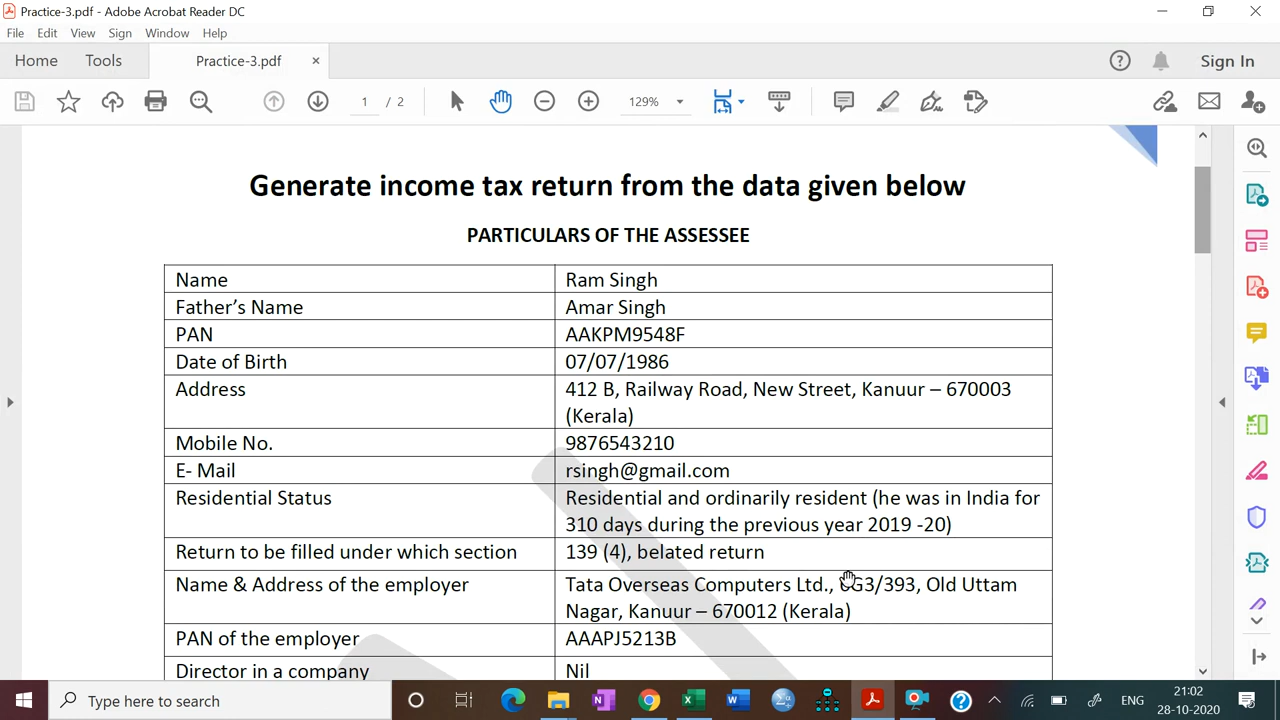 Practice-3.pdf - Adobe Acrobat Reader DC
File Edit View Sign Window Help
Home Tools Practice-3.pdf × Sign In
1 / 2 129%
Generate income tax return from the data given below
PARTICULARS OF THE ASSESSEE
Name Ram Singh
Father's Name Amar Singh
PAN AAKPM9548F
Date of Birth 07/07/1986
Address 412 B, Railway Road, New Street, Kanuur – 670003
(Kerala)
Mobile No. 9876543210
E- Mail rsingh@gmail.com
Residential Status Residential and ordinarily resident (he was in India for
310 days during the previous year 2019 -20)
Return to be filled under which section 139 (4), belated return
Name & Address of the employer Tata Overseas Computers Ltd., Old Uttam
Nagar, Kanuur – 670012 (Kerala)
PAN of the employer AAAPJ5213B
Director in a company Nil
Type here to search
ENG
21:02
28-10-2020